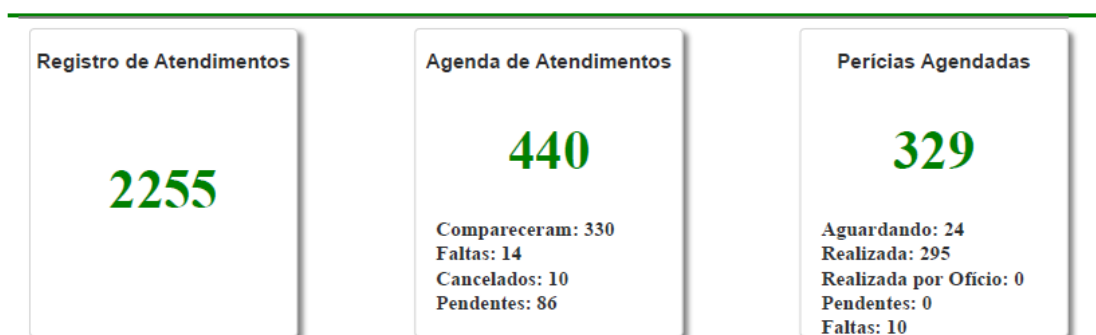 Registro de Atendimentos
2255
Agenda de Atendimentos
440
Compareceram: 330
Faltas: 14
Cancelados: 10
Pendentes: 86
Perícias Agendadas
329
Aguardando: 24
Realizada: 295
Realizada por Ofício: 0
Pendentes: 0
Faltas: 10